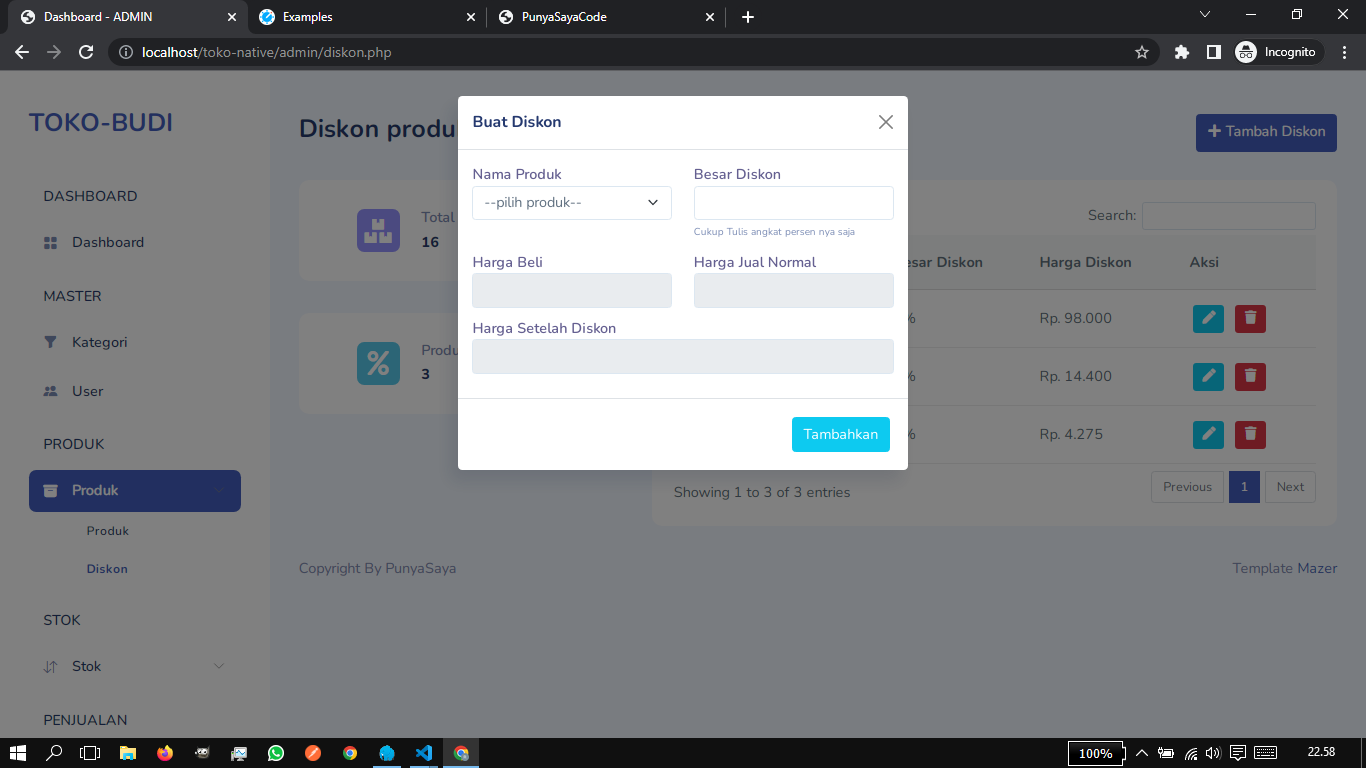 Dashboard - ADMIN
Examples
PunyaSayaCode
localhost/toko-native/admin/diskon.php
Incognito
TOKO-BUDI
DASHBOARD
Dashboard
MASTER
Kategori
User
PRODUK
Produk
Produk
Diskon
STOK
Stok
PENJUALAN
Diskon
Tambah Diskon
Total
16
3
Buat Diskon
Nama Produk
Besar Diskon
--pilih produk--
Cukup Tulis angkat persen nya saja
Harga Beli
Harga Jual Normal
Harga Setelah Diskon
Tambahkan
Search:
Diskon Harga Diskon Aksi
% Rp. 98.000
% Rp. 14.400
% Rp. 4.275
Showing 1 to 3 of 3 entries
Previous 1 Next
Copyright By PunyaSaya
Template Mazer
100%
22.58